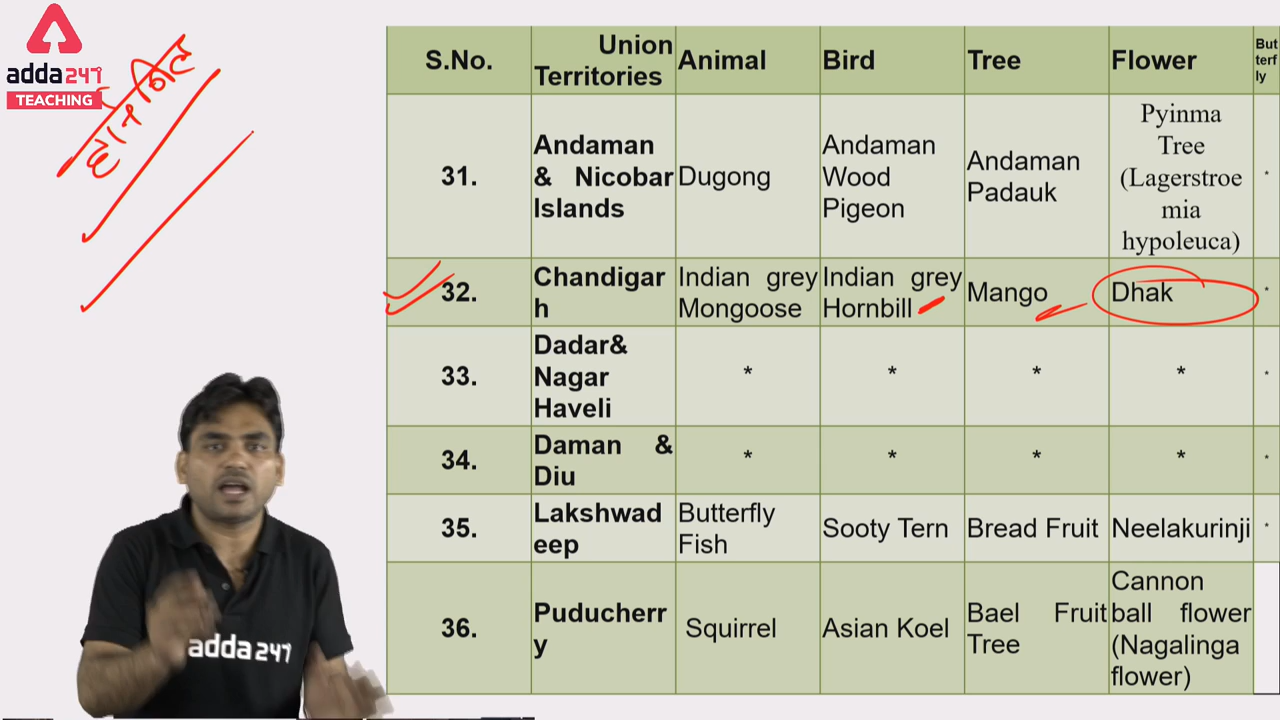 adda247
TEACHING
S.No.
Union
Territories
Animal
Bird
Tree
Flower
But
terf
ly
31.
Andaman
& Nicobar
Islands
Dugong
Andaman
Wood
Pigeon
Andaman
Padauk
Pyinma
Tree
(Lagerstroe
mia
hypoleuca)
*
32.
Chandigar
h
Indian grey
Mongoose
Indian grey
Hornbill
Mango
Dhak
*
33.
Dadar&
Nagar
Haveli
*
*
*
*
*
34.
Daman &
Diu
*
*
*
*
*
35.
Lakshwad
eep
Butterfly
Fish
Sooty Tern
Bread Fruit
Neelakurinji
*
36.
Puducherr
y
Squirrel
Asian Koel
Bael Fruit
Tree
Cannon
ball flower
(Nagalinga
flower)
adda247